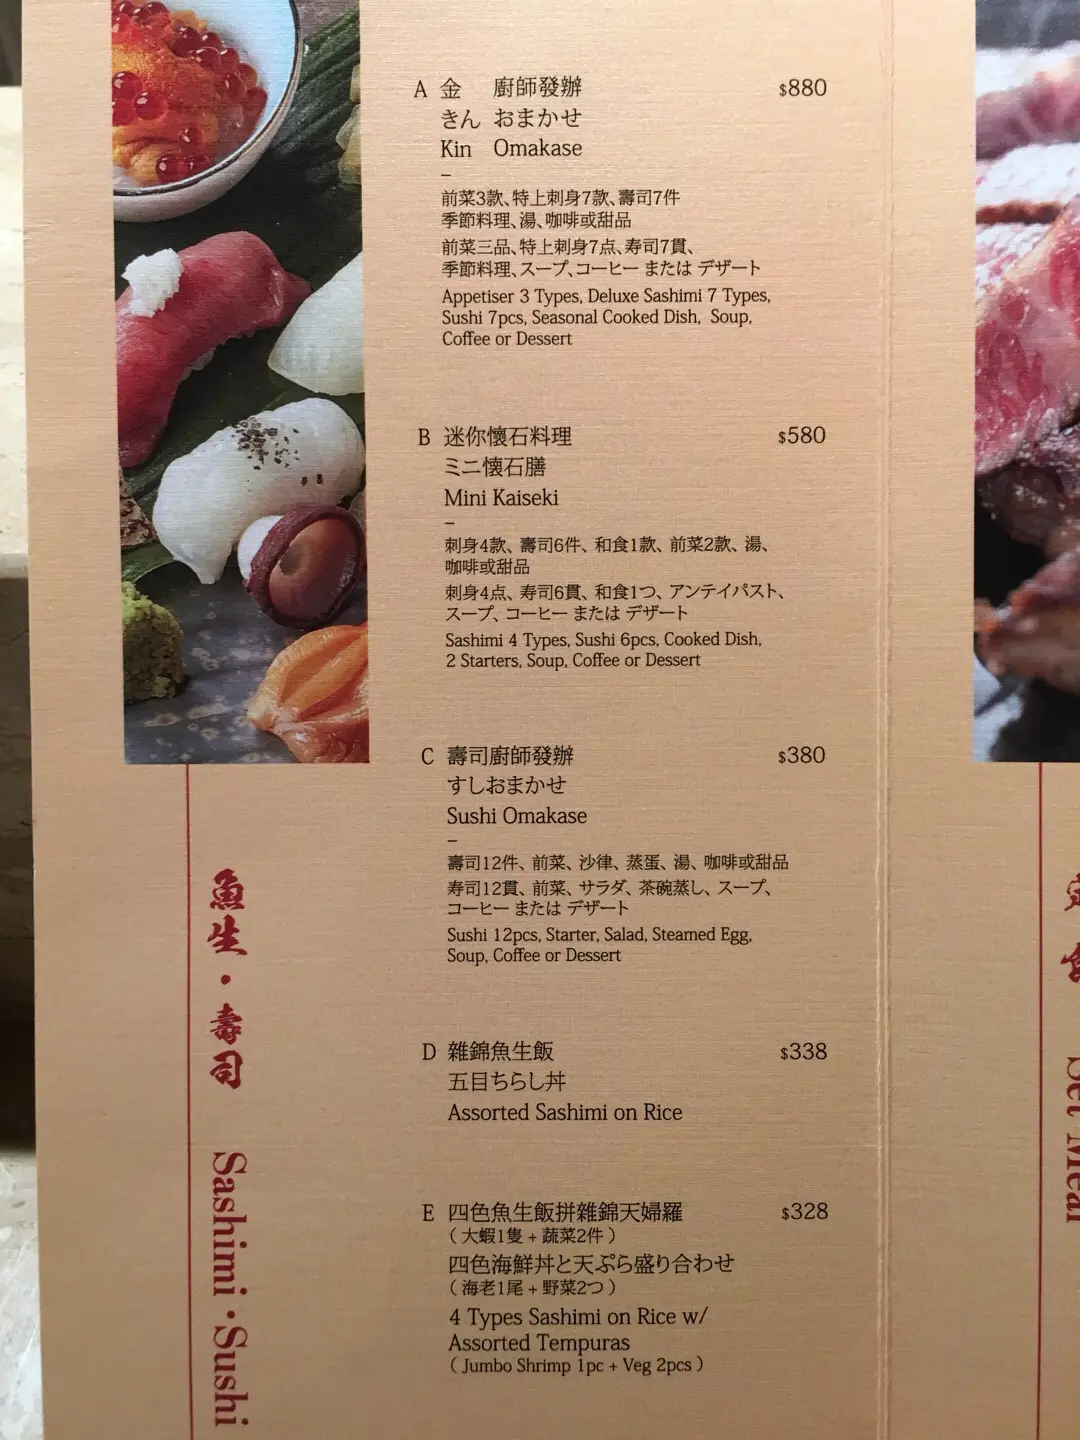 A 金 廚師發辦 $880
きん おまかせ
Kin Omakase
–
前菜3款、特上刺身7款、壽司7件
季節料理、湯、咖啡或甜品
前菜三品、特上刺身7点、寿司7貫、
季節料理、スープ、コーヒー または デザート
Appetiser 3 Types, Deluxe Sashimi 7 Types,
Sushi 7pcs, Seasonal Cooked Dish, Soup,
Coffee or Dessert
B 迷你懷石料理 $580
ミニ懐石膳
Mini Kaiseki
–
刺身4款、壽司6件、和食1款、前菜2款、湯、
咖啡或甜品
刺身4点、寿司6貫、和食1つ、アンテイパスト、
スープ、コーヒー または デザート
Sashimi 4 Types, Sushi 6pcs, Cooked Dish,
2 Starters, Soup, Coffee or Dessert
C 壽司廚師發辦 $380
すしおまかせ
Sushi Omakase
–
壽司12件、前菜、沙律、蒸蛋、湯、咖啡或甜品
寿司12貫、前菜、サラダ、茶碗蒸し、スープ、
コーヒー または デザート
Sushi 12pcs, Starter, Salad, Steamed Egg,
Soup, Coffee or Dessert
D 雜錦魚生飯 $338
五目ちらし丼
Assorted Sashimi on Rice
E 四色魚生飯拼雜錦天婦羅 $328
（大蝦1隻 + 蔬菜2件）
四色海鮮丼と天ぷら盛り合わせ
（海老1尾 + 野菜2つ）
4 Types Sashimi on Rice w/
Assorted Tempuras
( Jumbo Shrimp 1pc + Veg 2pcs )
魚生・壽司 Sashimi・Sushi
定食 Set Meal